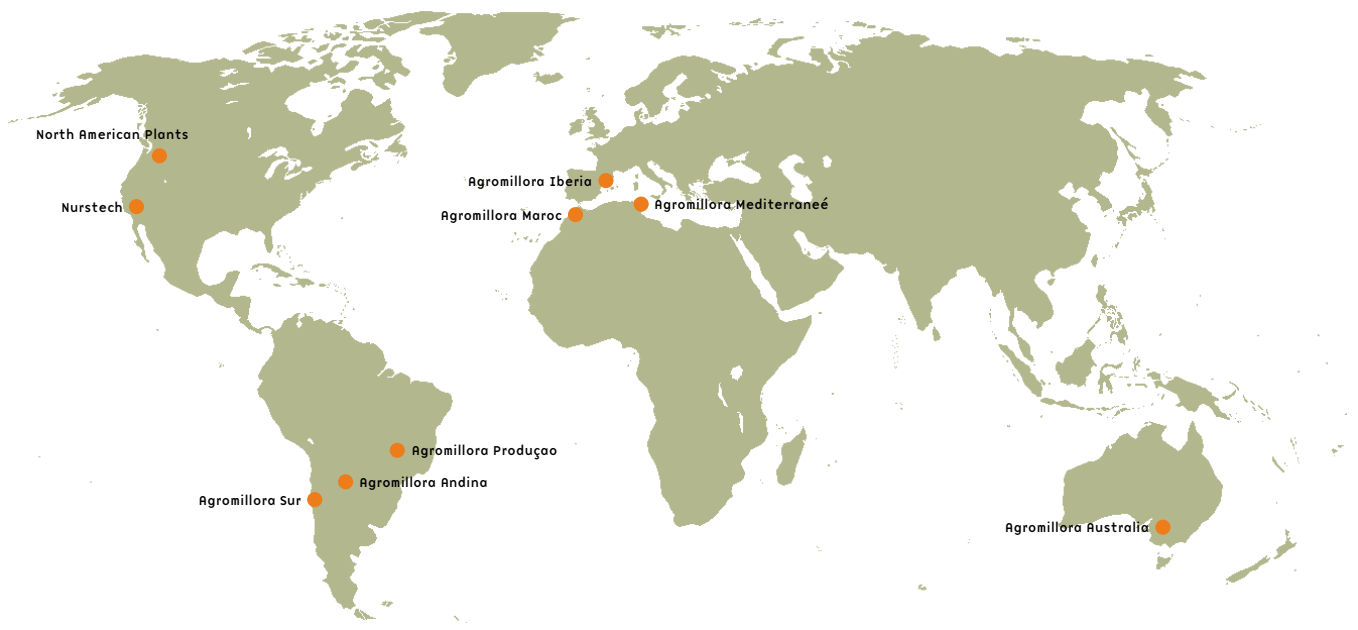 North American Plants
Nurstech
Agromillora Iberia
Agromillora Mediterraneé
Agromillora Maroc
Agromillora Produçao
Agromillora Andina
Agromillora Sur
Agromillora Australia